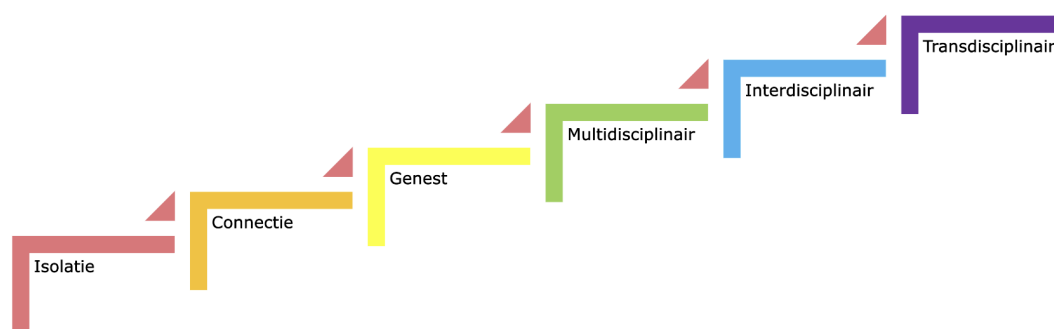 Isolatie
Connectie
Genest
Multidisciplinair
Interdisciplinair
Transdisciplinair